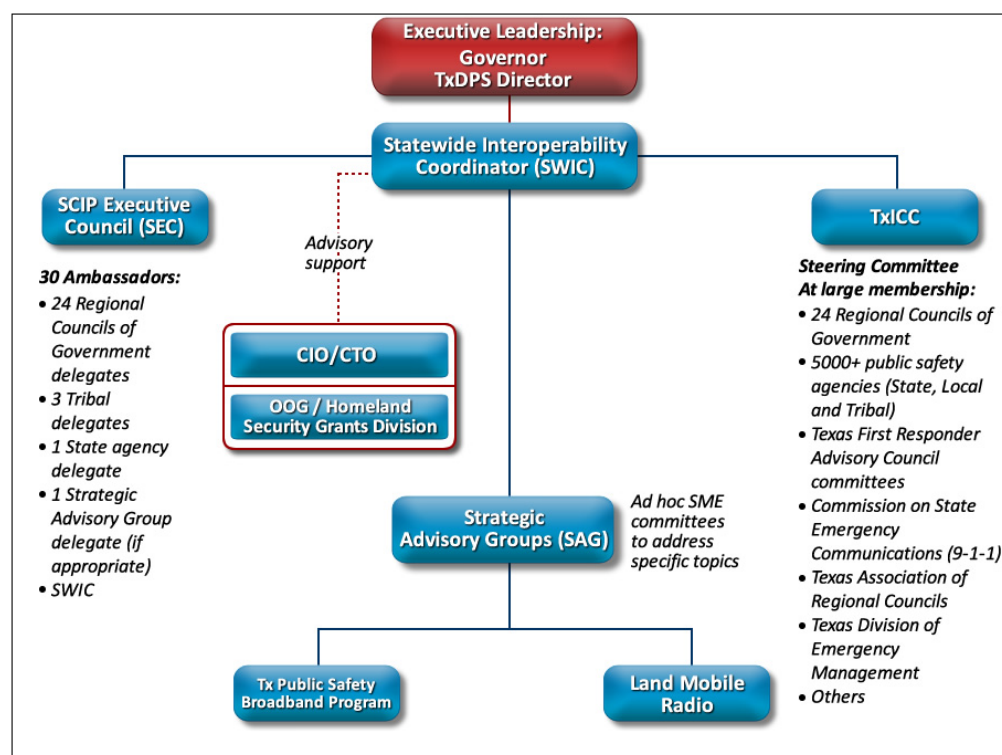 Executive Leadership:
Governor
TxDPS Director
Statewide Interoperability
Coordinator (SWIC)
SCIP Executive
Council (SEC)
30 Ambassadors:
• 24 Regional
Councils of
Government
delegates
• 3 Tribal
delegates
• 1 State agency
delegate
• 1 Strategic
Advisory Group
delegate (if
appropriate)
• SWIC
Advisory
support
CIO/CTO
OOG / Homeland
Security Grants Division
Strategic
Advisory Groups (SAG)
Ad hoc SME
committees
to address
specific topics
Tx Public Safety
Broadband Program
Land Mobile
Radio
TxICC
Steering Committee
At large membership:
• 24 Regional Councils of
Government
• 5000+ public safety
agencies (State, Local
and Tribal)
• Texas First Responder
Advisory Council
committees
• Commission on State
Emergency
Communications (9-1-1)
• Texas Association of
Regional Councils
• Texas Division of
Emergency
Management
• Others